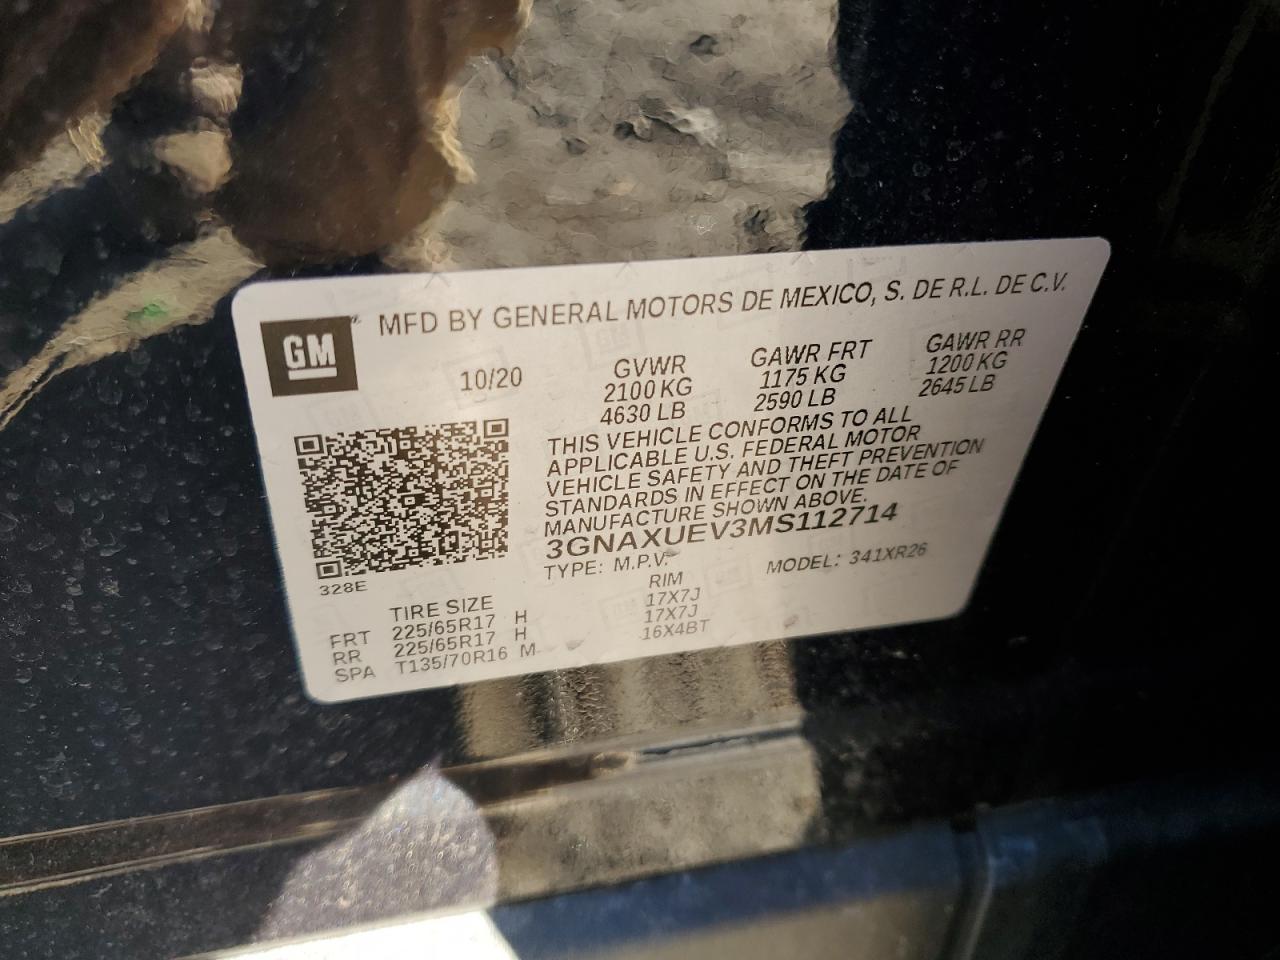 GM
MFD BY GENERAL MOTORS DE MEXICO, S. DE R.L. DE C.V.
10/20
GVWR GAWR FRT GAWR RR
2100 KG 1175 KG 1200 KG
4630 LB 2590 LB 2645 LB
THIS VEHICLE CONFORMS TO ALL
APPLICABLE U.S. FEDERAL MOTOR
VEHICLE SAFETY AND THEFT PREVENTION
STANDARDS IN EFFECT ON THE DATE OF
MANUFACTURE SHOWN ABOVE.
3GNAXUEV3MS112714
TYPE: M.P.V. MODEL: 341XR26
328E
TIRE SIZE RIM
FRT 225/65R17 H 17X7J
RR 225/65R17 H 17X7J
SPA T135/70R16 M 16X4BT